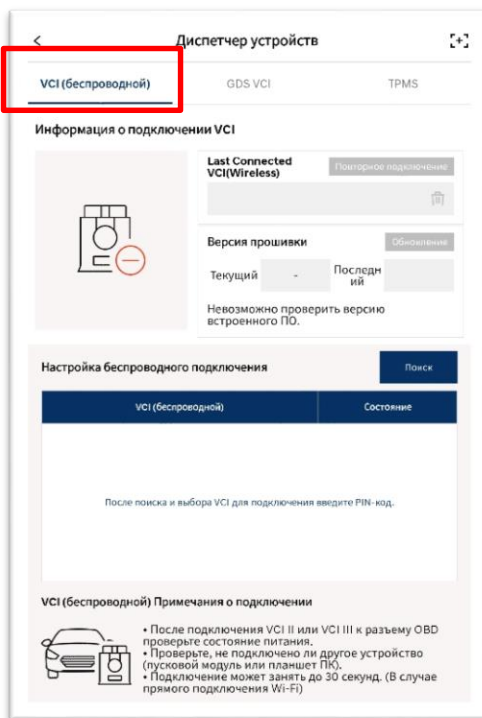 Диспетчер устройств
VCI (беспроводной)
GDS VCI
TPMS
Информация о подключении VCI
Last Connected
VCI(Wireless)
Повторное подключение
Версия прошивки
Обновление
Текущий
-
Последн
ий
Невозможно проверить версию
встроенного ПО.
Настройка беспроводного подключения
Поиск
VCI (беспроводной)
Состояние
После поиска и выбора VCI для подключения введите PIN-код.
VCI (беспроводной) Примечания о подключении
• После подключения VCI II или VCI III к разъему OBD
проверьте состояние питания.
• Проверьте, не подключено ли другое устройство
(пусковой модуль или планшет ПК).
• Подключение может занять до 30 секунд. (В случае
прямого подключения Wi-Fi)